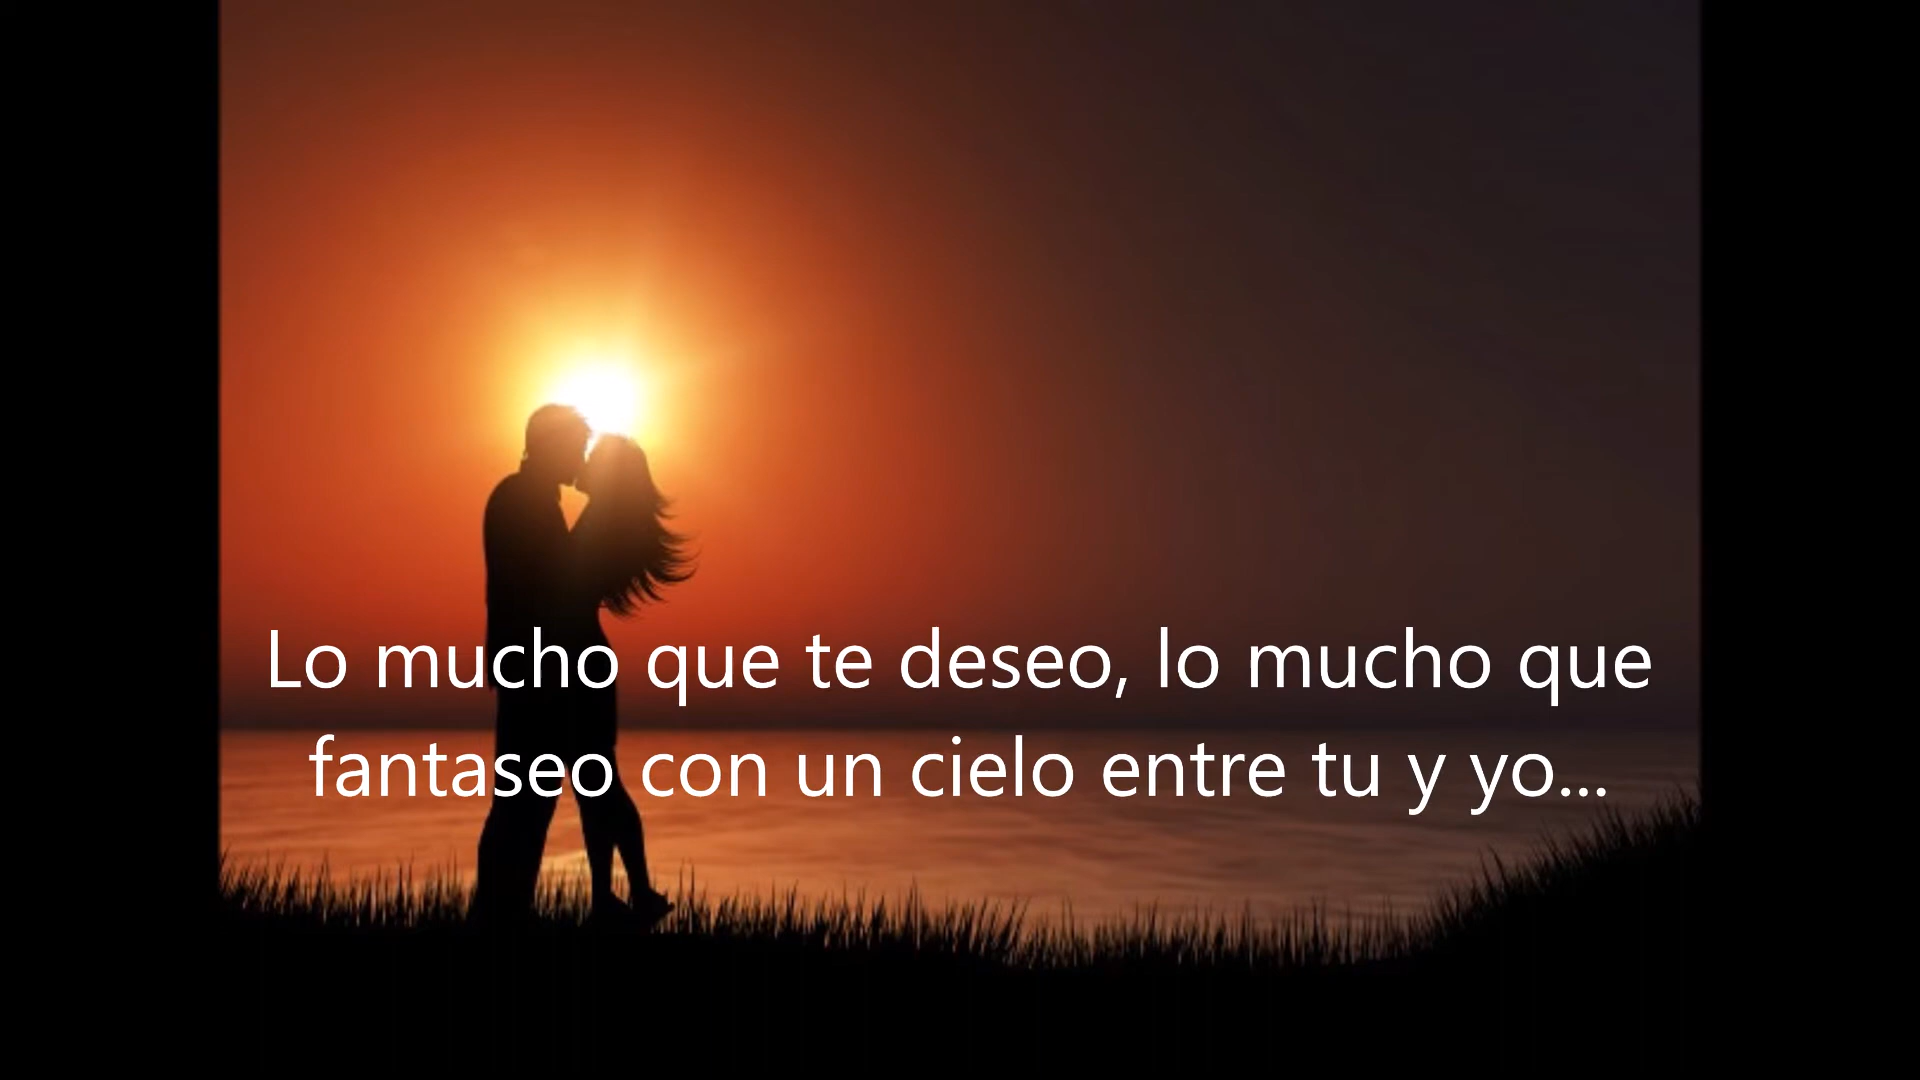 Lo mucho que te deseo, lo mucho que
fantaseo con un cielo entre tu y yo...